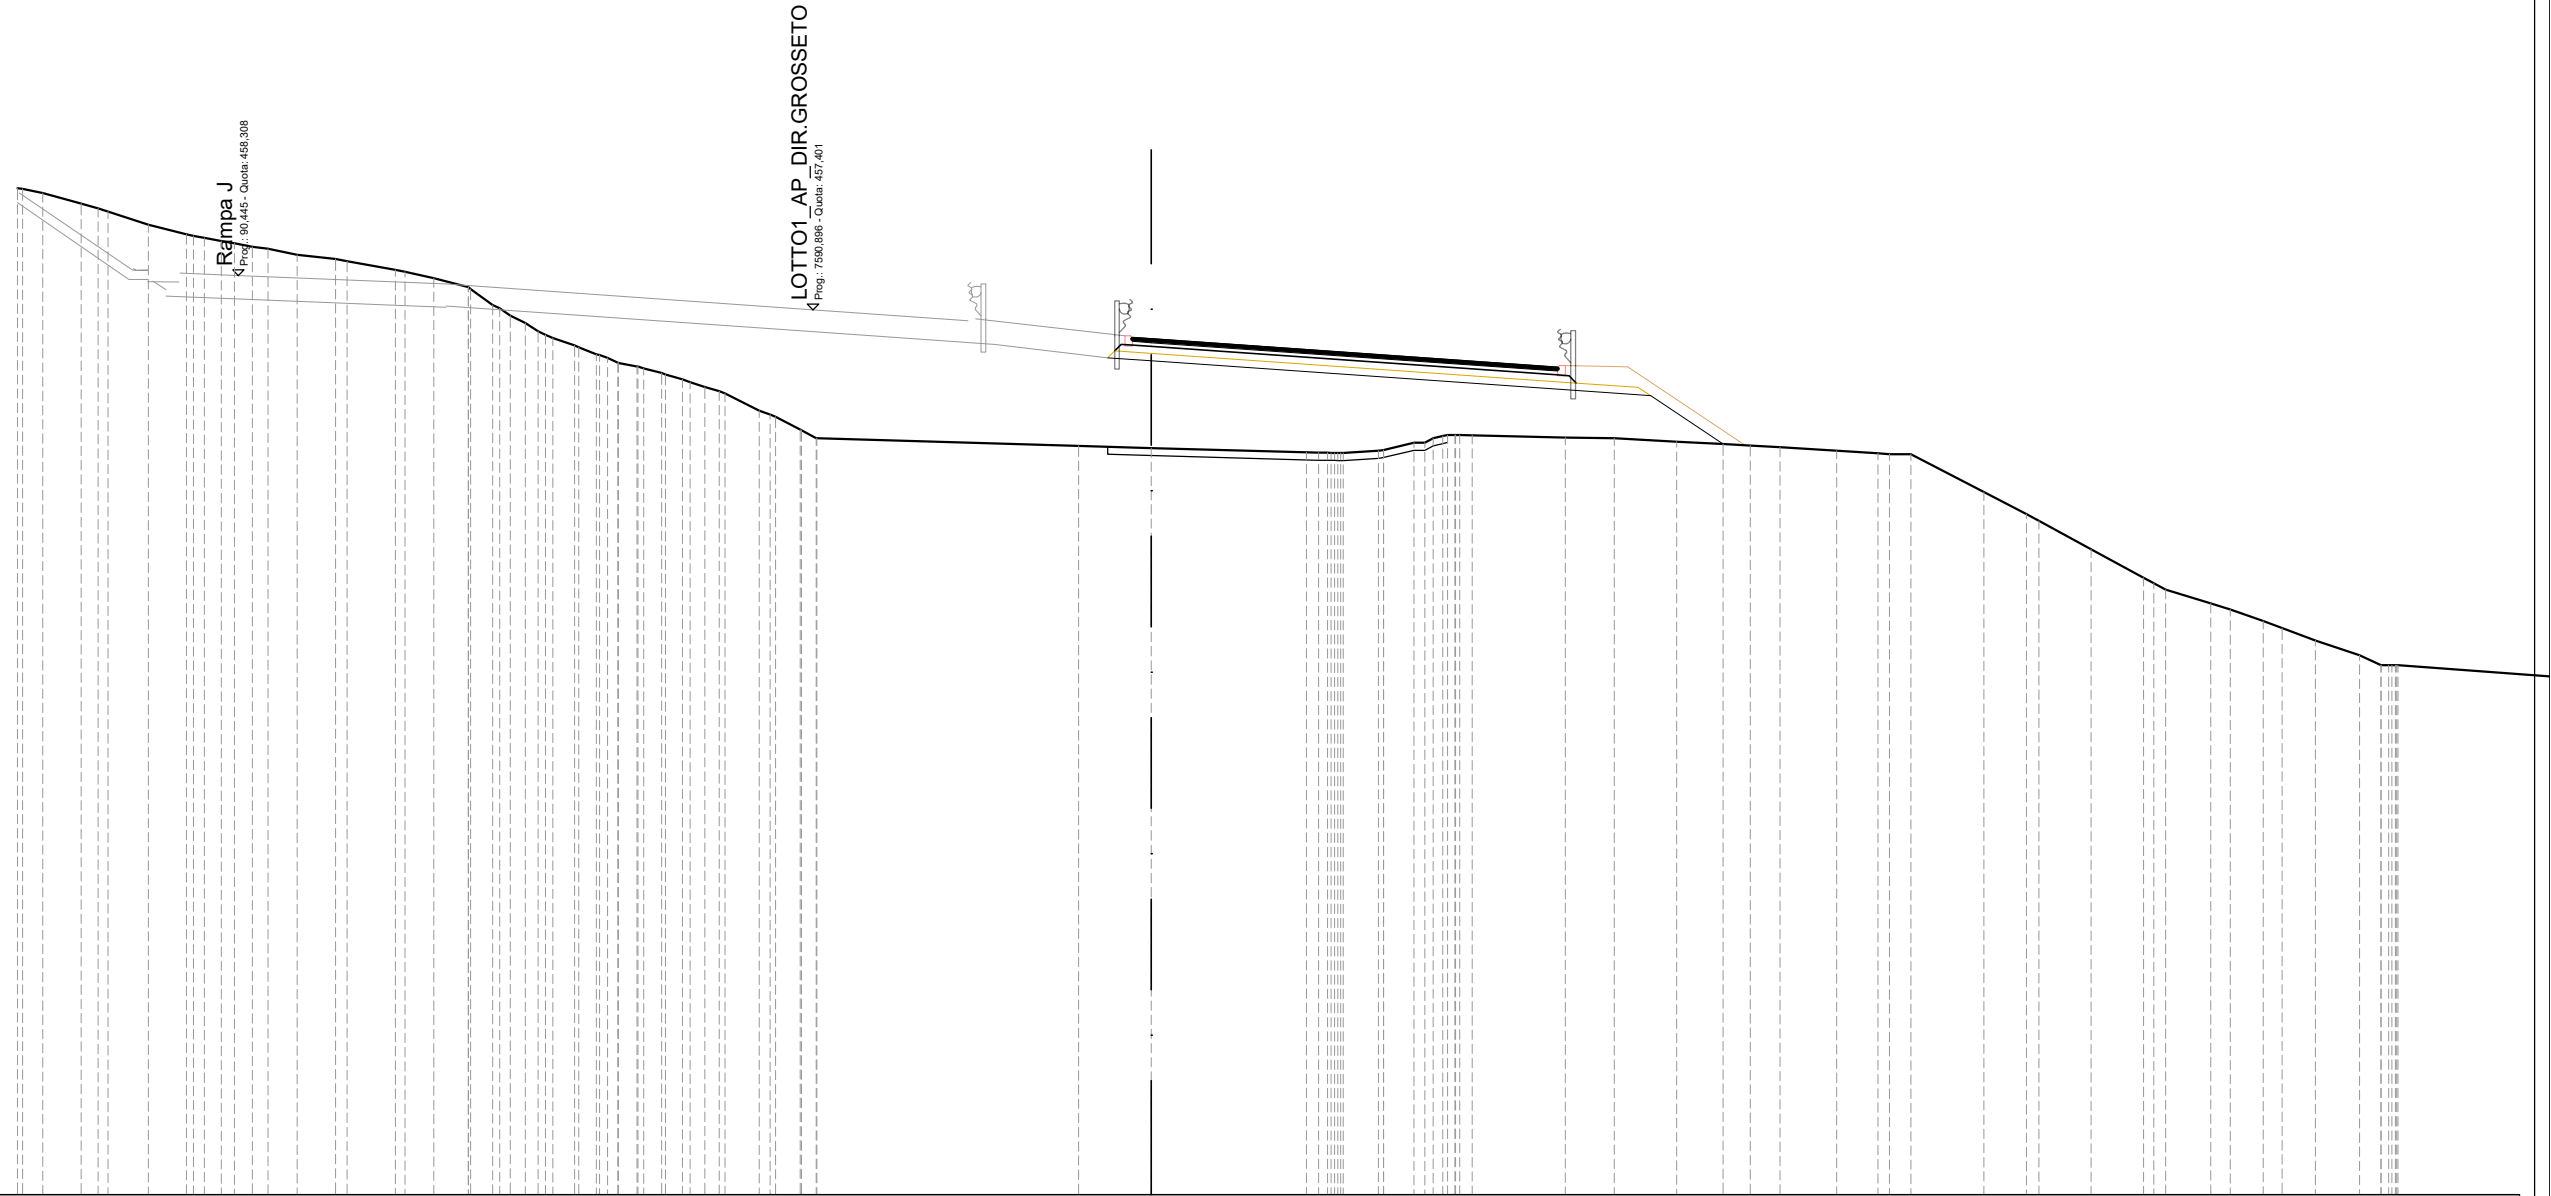 Rampa J
Prog.: 90,445 - Quota: 458,308
LOTTO1_AP_DIR.GROSSETO
Prog.: 7590,896 - Quota: 457,401